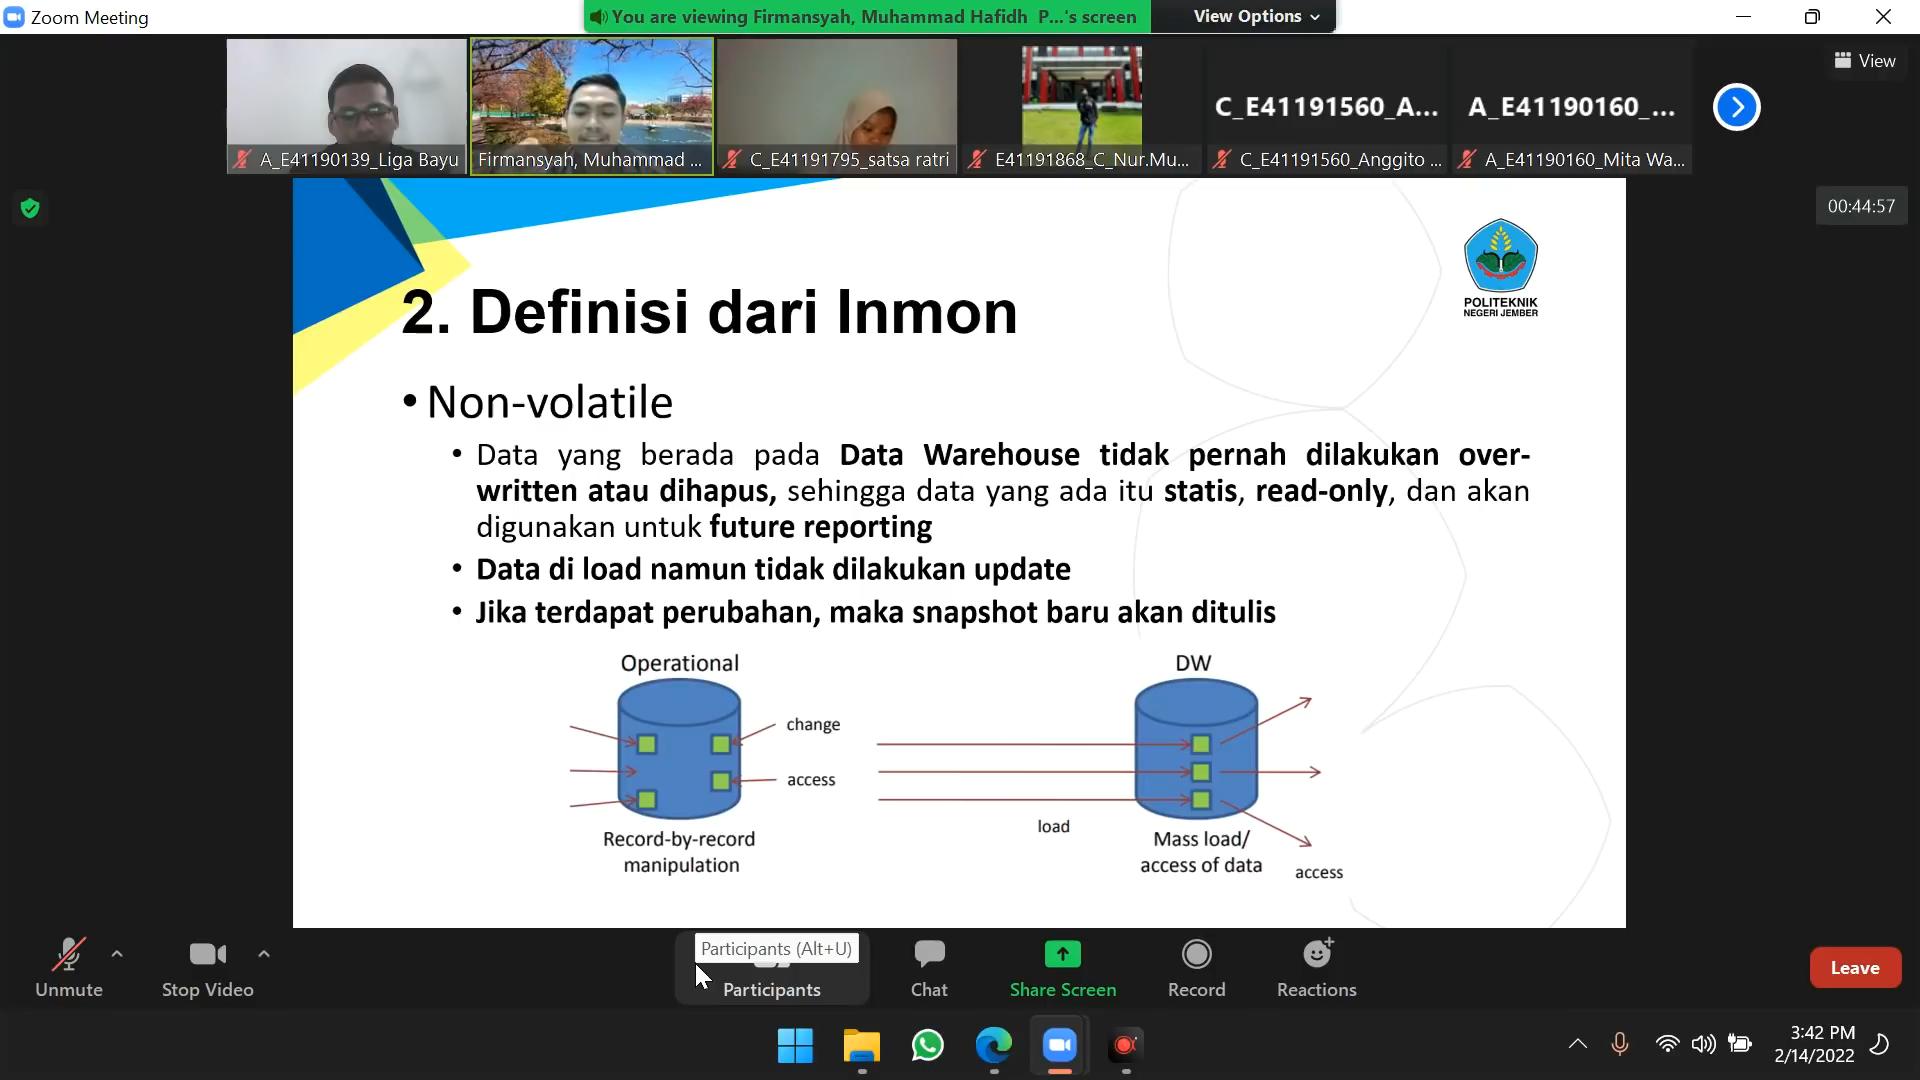 Zoom Meeting
You are viewing Firmansyah, Muhammad Hafidh P...'s screen
View Options
View
A_E41190139_Liga Bayu
Firmansyah, Muhammad ...
C_E41191795_satsa ratri
E41191868_C_Nur.Mu...
C_E41191560_A...
C_E41191560_Anggito ...
A_E41190160_...
A_E41190160_Mita Wa...
00:44:57
POLITEKNIK
NEGERI JEMBER
2. Definisi dari Inmon
• Non-volatile
• Data yang berada pada Data Warehouse tidak pernah dilakukan over-
written atau dihapus, sehingga data yang ada itu statis, read-only, dan akan
digunakan untuk future reporting
• Data di load namun tidak dilakukan update
• Jika terdapat perubahan, maka snapshot baru akan ditulis
Operational
DW
change
access
load
Record-by-record
manipulation
Mass load/
access of data
access
Participants (Alt+U)
Unmute
Stop Video
Participants
Chat
Share Screen
Record
Reactions
Leave
3:42 PM
2/14/2022